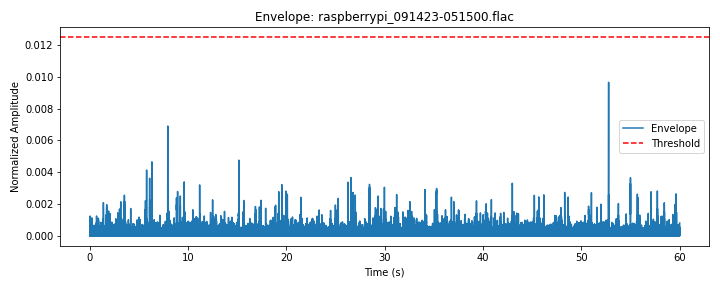 Envelope: raspberrypi_091423-051500.flac
Normalized Amplitude
0.012
0.010
0.008
0.006
0.004
0.002
0.000
Envelope
Threshold
0 10 20 30 40 50 60
Time (s)